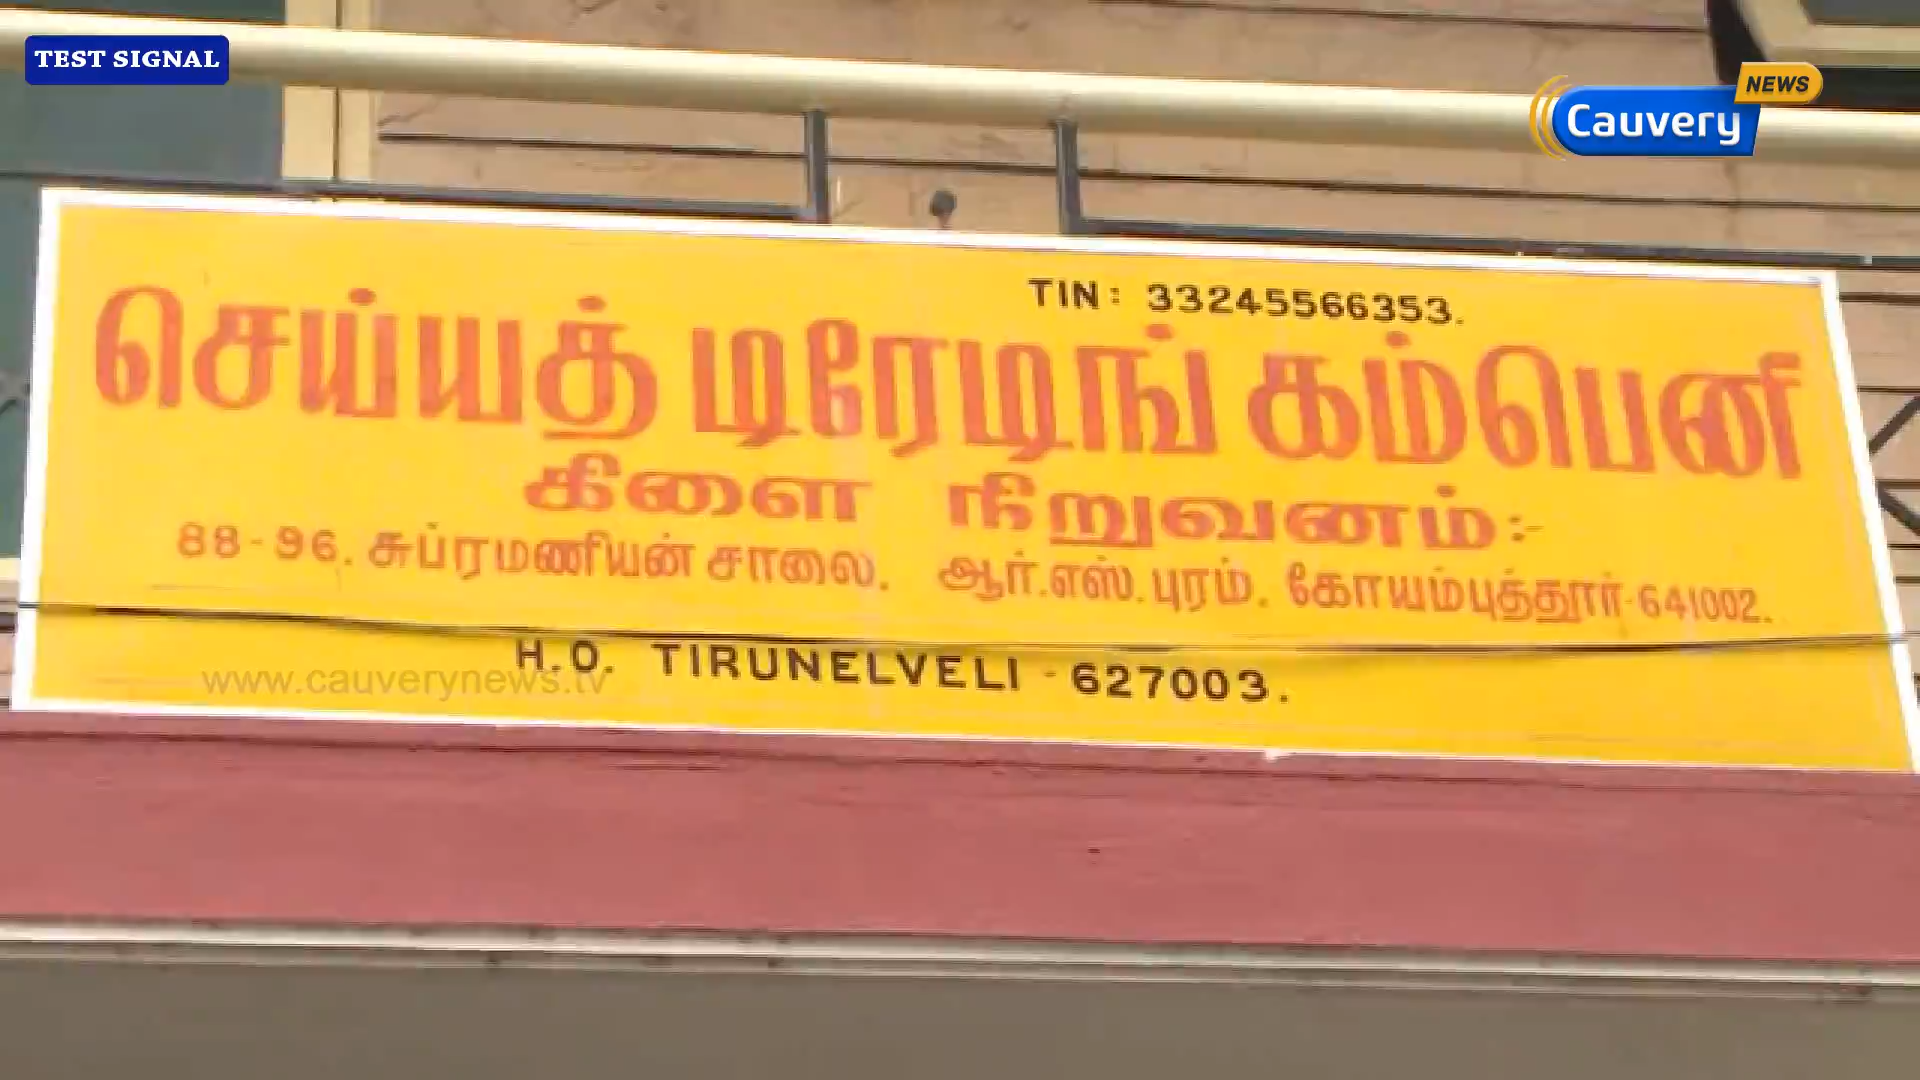 TEST SIGNAL
Cauvery NEWS
TIN: 33245566353.
செய்யத் டிரேடிங் கம்பெனி
கிளை நிறுவனம்:-
88-96. சுப்ரமணியன் சாலை. ஆர்.எஸ்.புரம். கோயம்புத்தூர்-641002.
H.O. TIRUNELVELI - 627003.
www.cauverynews.tv